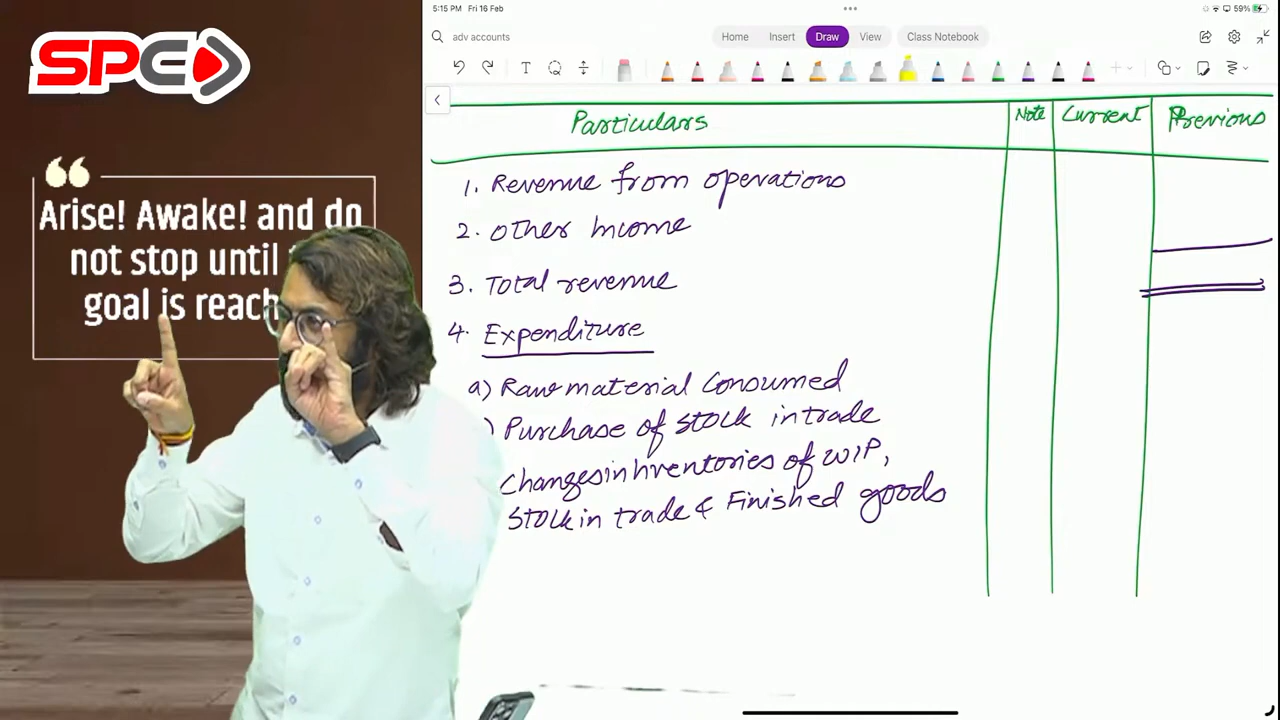 5:15 PM Fri 16 Feb
59%
adv accounts
Home Insert Draw View Class Notebook
SPE
Arise! Awake! and do
not stop until
goal is reach
Particulars Note Current Previous
1. Revenue from operations
2. Other Income
3. Total revenue
4. Expenditure
a) Raw material Consumed
) Purchase of Stock in trade
Changes in Inventories of WIP,
Stock in trade & Finished goods